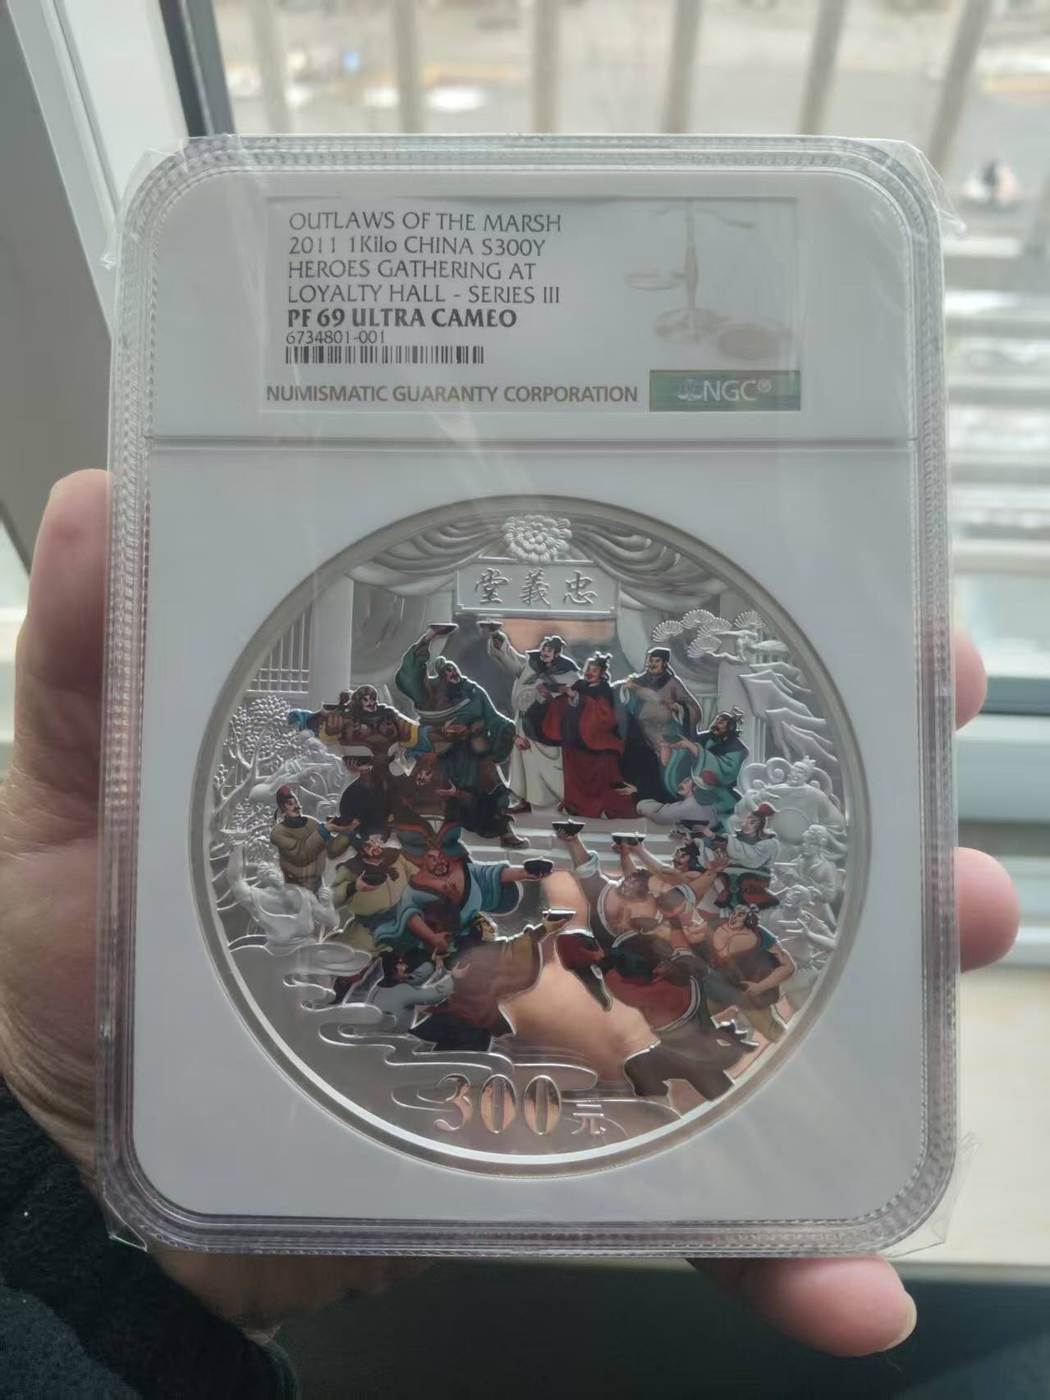 OUTLAWS OF THE MARSH
2011 1Kilo CHINA S300Y
HEROES GATHERING AT
LOYALTY HALL - SERIES III
PF 69 ULTRA CAMEO
6734801-001
NUMISMATIC GUARANTY CORPORATION
NGC®
堂義忠
300元